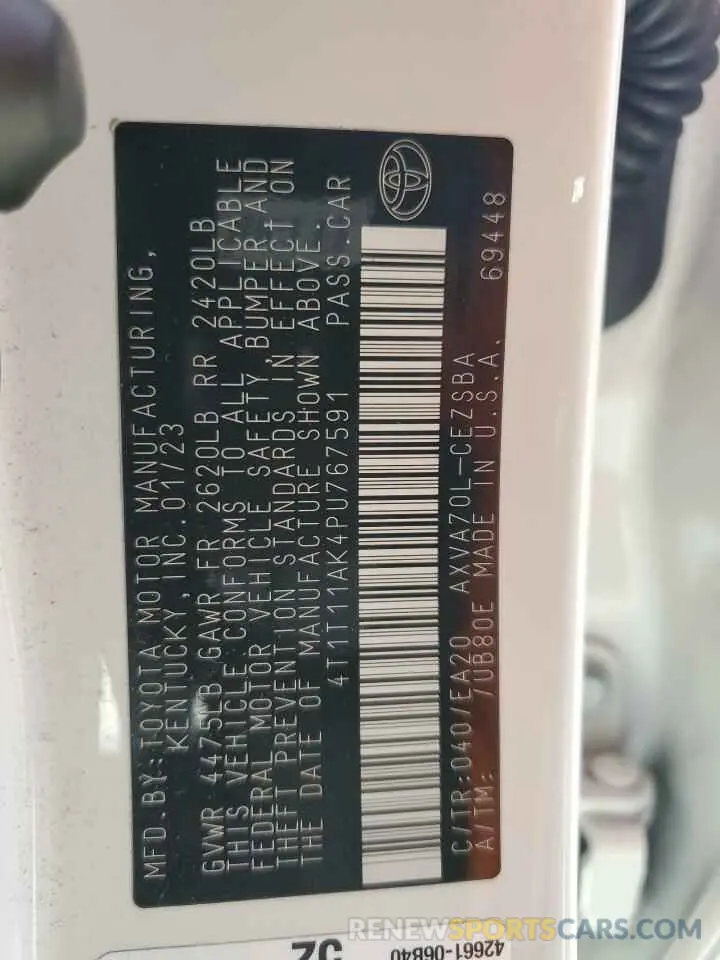 MFD.BY:TOYOTA MOTOR MANUFACTURING,
KENTUCKY,INC.01/23
GVWR 4475LB GAWR FR 2620LB RR 2420LB
THIS VEHICLE CONFORMS TO ALL APPLICABLE
FEDERAL MOTOR VEHICLE SAFETY,BUMPER,AND
THEFT PREVENTION STANDARDS IN EFFECT ON
THE DATE OF MANUFACTURE SHOWN ABOVE.
4T1T11AK4PU767591 PASS.CAR
C/TR:040/EA20 AXVA70L-CEZSBA
A/TM: /UB80E MADE IN U.S.A. 69448
42661-06B40
RENEWSPORTSCARS.COM